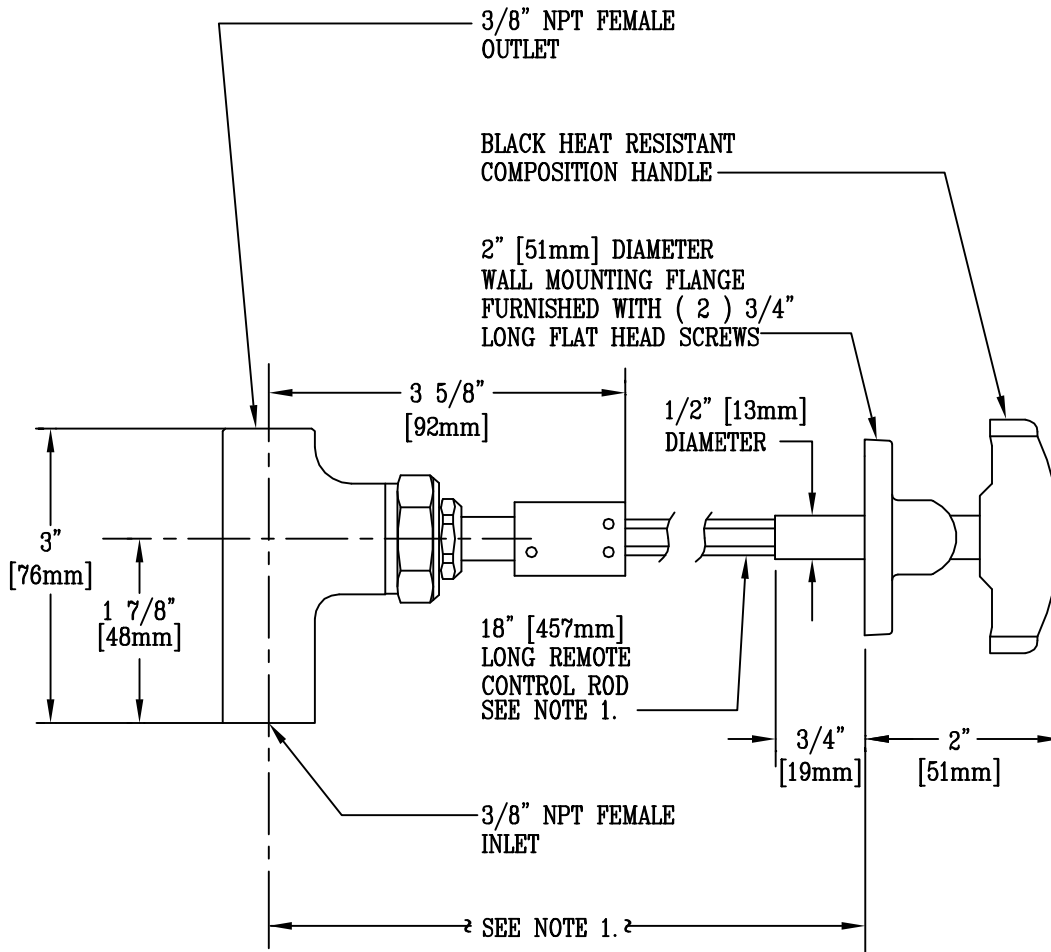 3/8" NPT FEMALE
OUTLET
BLACK HEAT RESISTANT
COMPOSITION HANDLE
2" [51mm] DIAMETER
WALL MOUNTING FLANGE
FURNISHED WITH ( 2 ) 3/4"
LONG FLAT HEAD SCREWS
3 5/8"
[92mm]
1/2" [13mm]
DIAMETER
3"
[76mm]
1 7/8"
[48mm]
18" [457mm]
LONG REMOTE
CONTROL ROD
SEE NOTE 1.
3/4"
[19mm]
2"
[51mm]
3/8" NPT FEMALE
INLET
SEE NOTE 1.